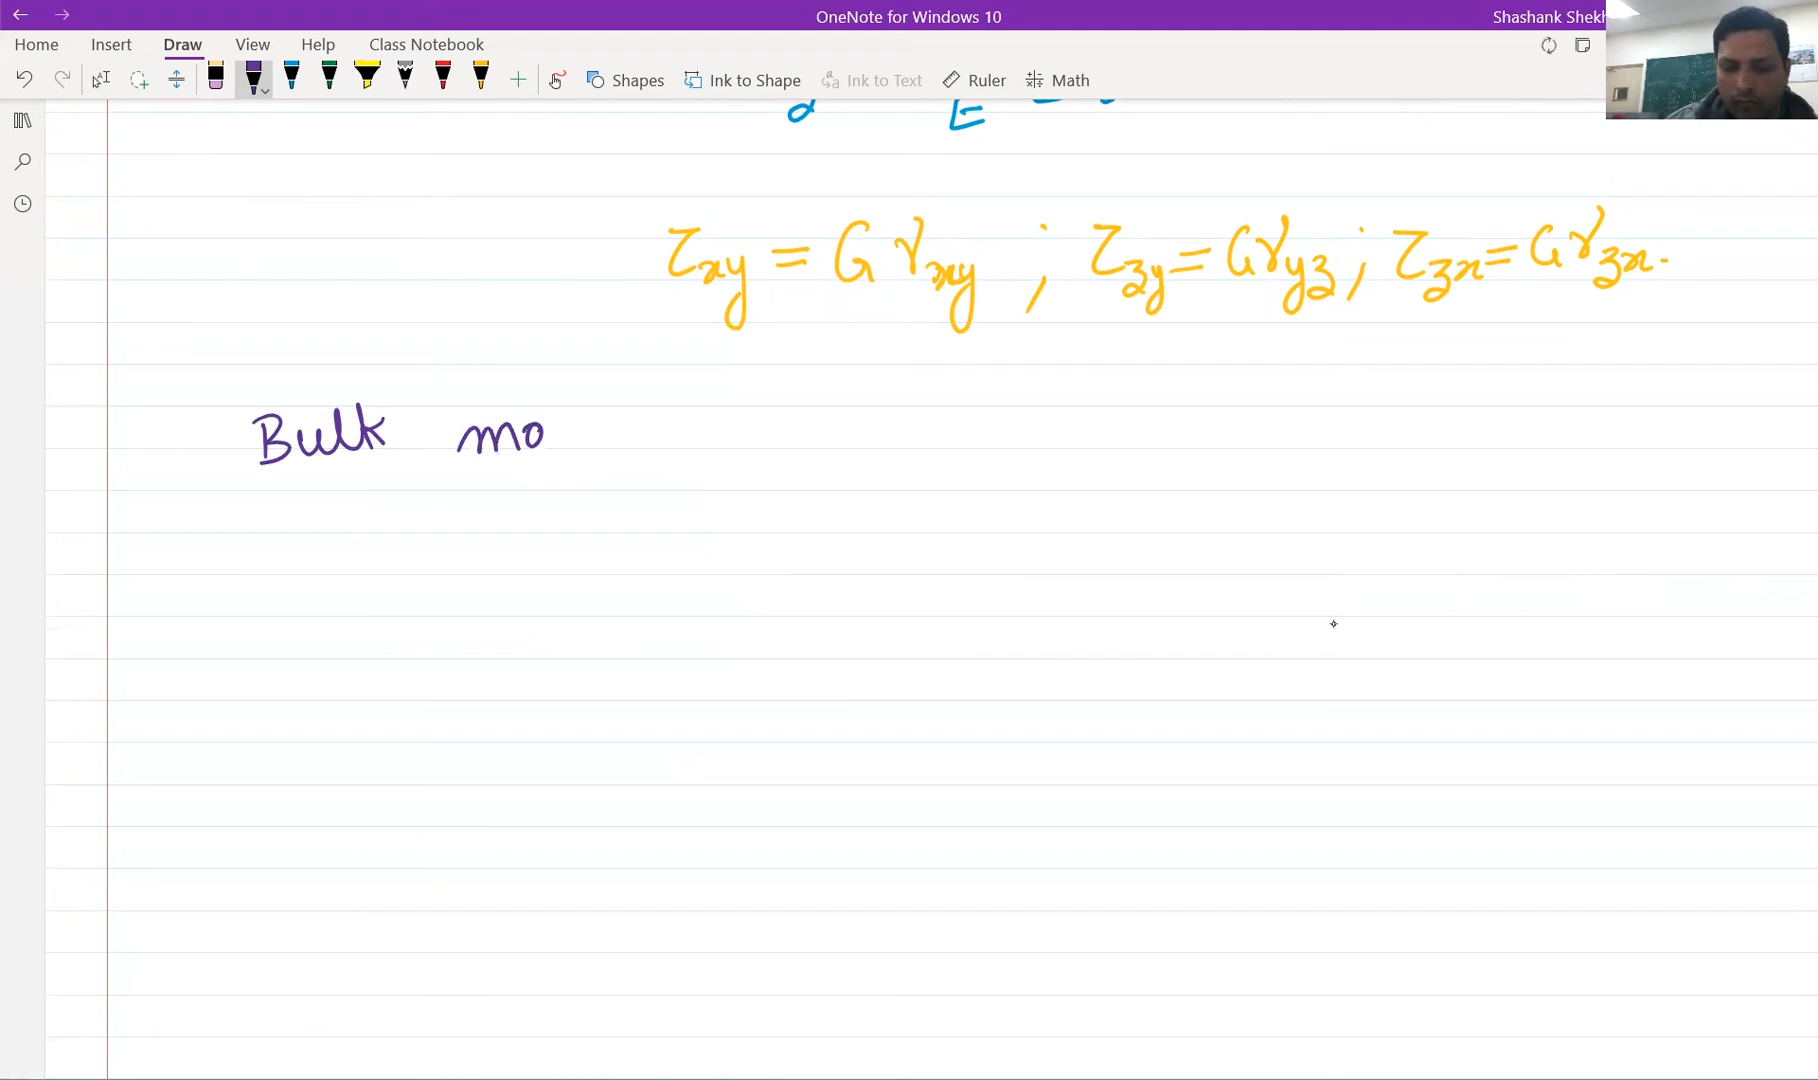 OneNote for Windows 10
Shashank Shekh
Home Insert Draw View Help Class Notebook
Shapes Ink to Shape Ink to Text Ruler Math
E
τxy = G γxy ; τzy = G γyz ; τzx = G γzx.
Bulk mo